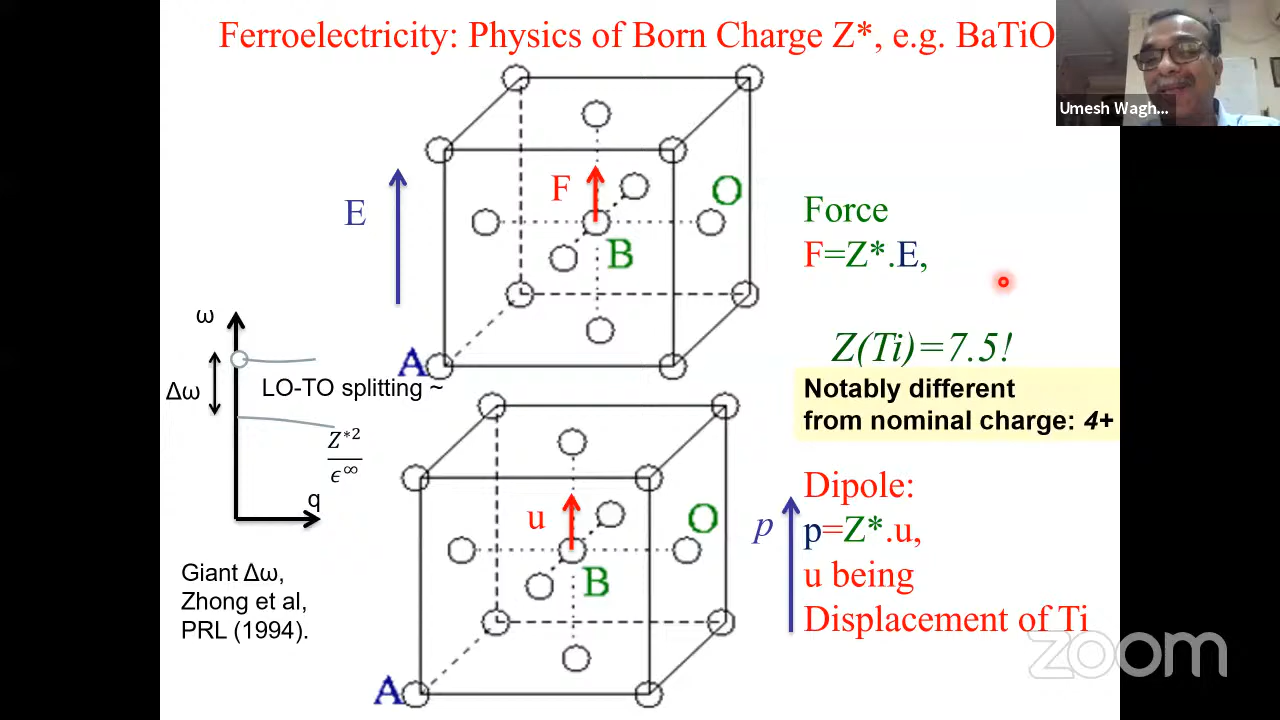 Ferroelectricity: Physics of Born Charge Z*, e.g. BaTiO
Umesh Wagh...
E
F
O
B
A
Force
F=Z*.E,
Z(Ti)=7.5!
Notably different
from nominal charge: 4+
ω
Δω
LO-TO splitting ~
Z*2
ϵ∞
q
Giant Δω,
Zhong et al,
PRL (1994).
u
O
B
A
p
Dipole:
p=Z*.u,
u being
Displacement of Ti
zoom